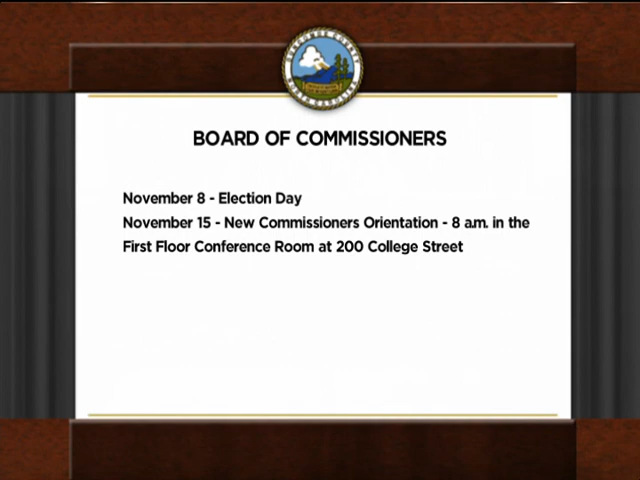 BOARD OF COMMISSIONERS
November 8 - Election Day
November 15 - New Commissioners Orientation - 8 a.m. in the
First Floor Conference Room at 200 College Street